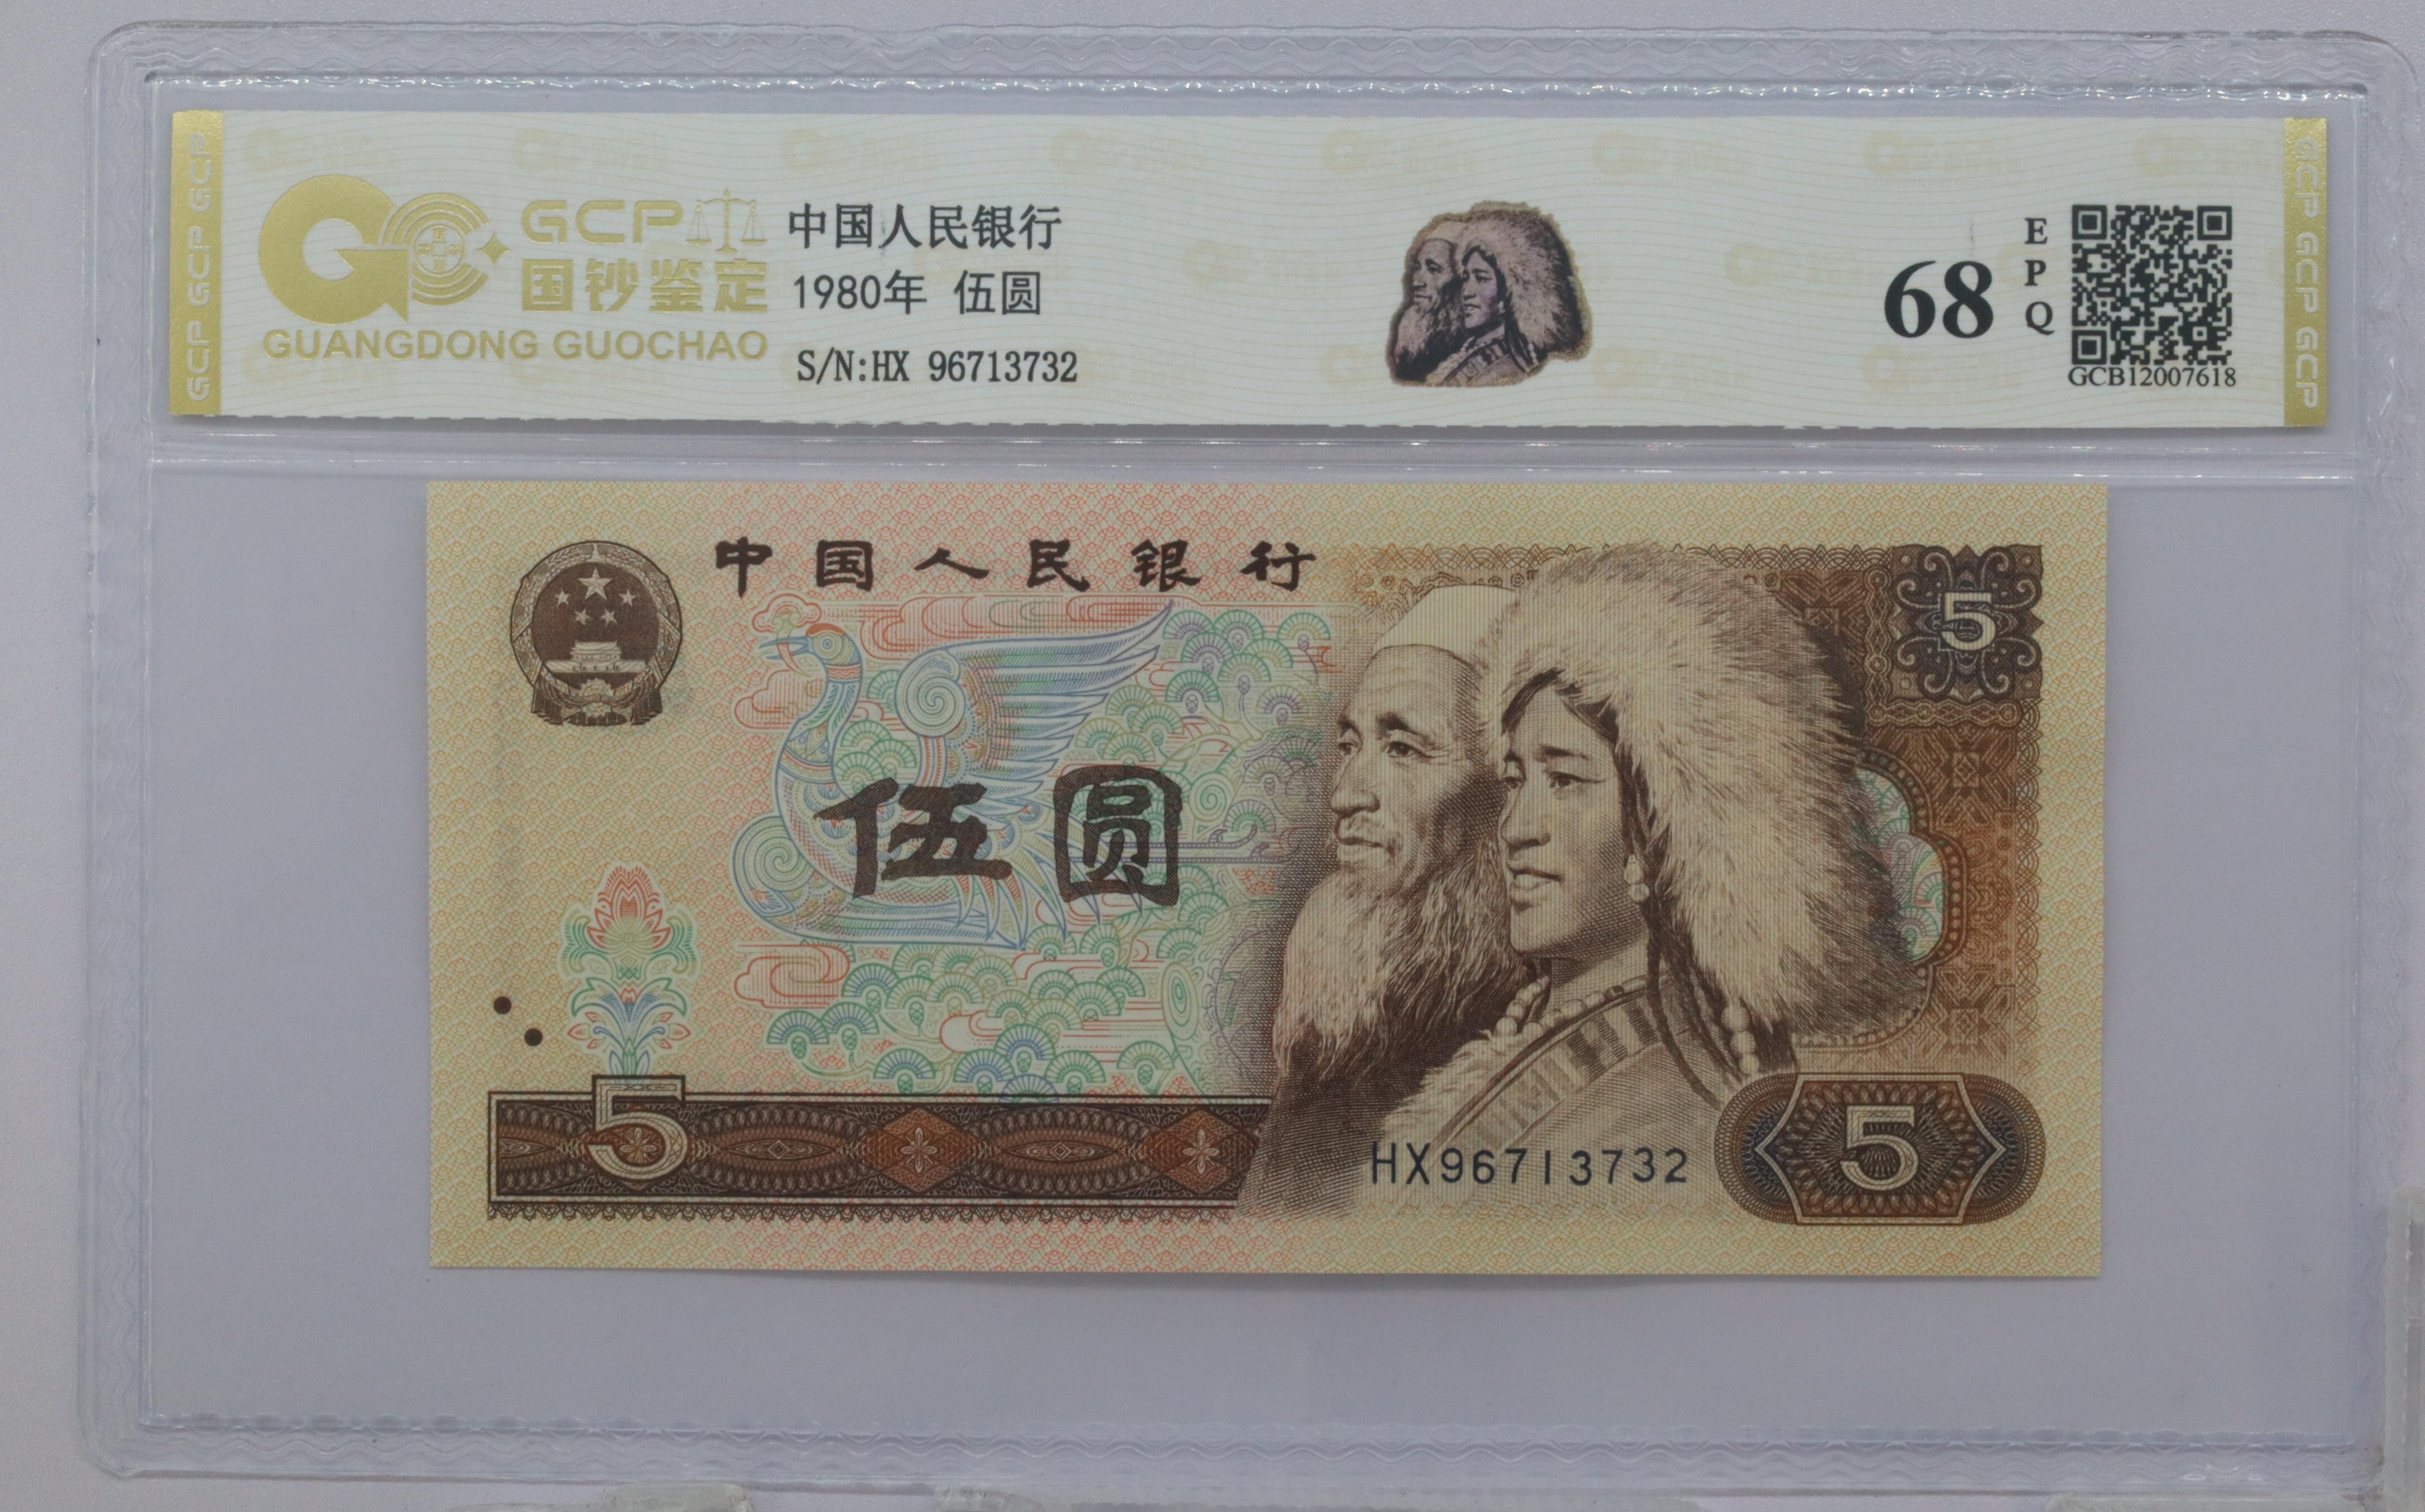 GCP GCP GCP
GCP
国钞鉴定
GUANGDONG GUOCHAO
中国人民银行
1980年 伍圆
S/N:HX 96713732
68
EPQ
GCB12007618
GCP GCP GCP
中国人民银行
5
伍圆
5
HX96713732
5